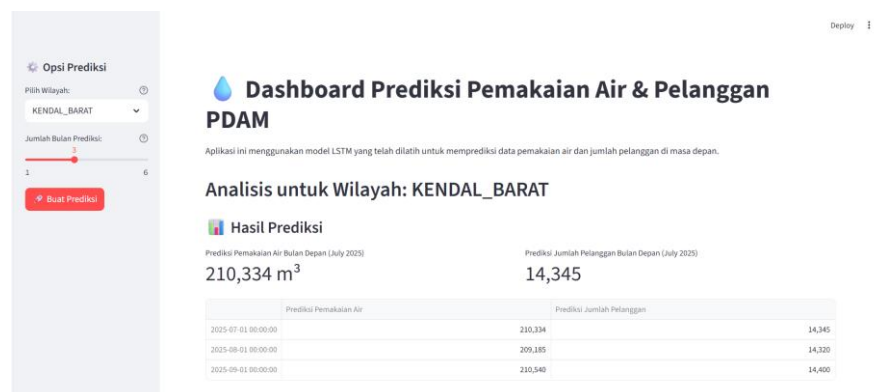 Deploy
Opsi Prediksi
Pilih Wilayah:
KENDAL_BARAT
Jumlah Bulan Prediksi:
3
1 6
Buat Prediksi
Dashboard Prediksi Pemakaian Air & Pelanggan
PDAM
Aplikasi ini menggunakan model LSTM yang telah dilatih untuk memprediksi data pemakaian air dan jumlah pelanggan di masa depan.
Analisis untuk Wilayah: KENDAL_BARAT
Hasil Prediksi
Prediksi Pemakaian Air Bulan Depan (July 2025) Prediksi Jumlah Pelanggan Bulan Depan (July 2025)
210,334 m³ 14,345
Prediksi Pemakaian Air Prediksi Jumlah Pelanggan
2025-07-01 00:00:00 210,334 14,345
2025-08-01 00:00:00 209,185 14,320
2025-09-01 00:00:00 210,540 14,400